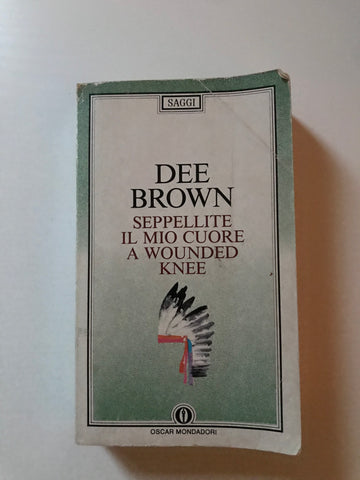 SAGGI
DEE
BROWN
SEPPELLITE
IL MIO CUORE
A WOUNDED
KNEE
OSCAR MONDADORI